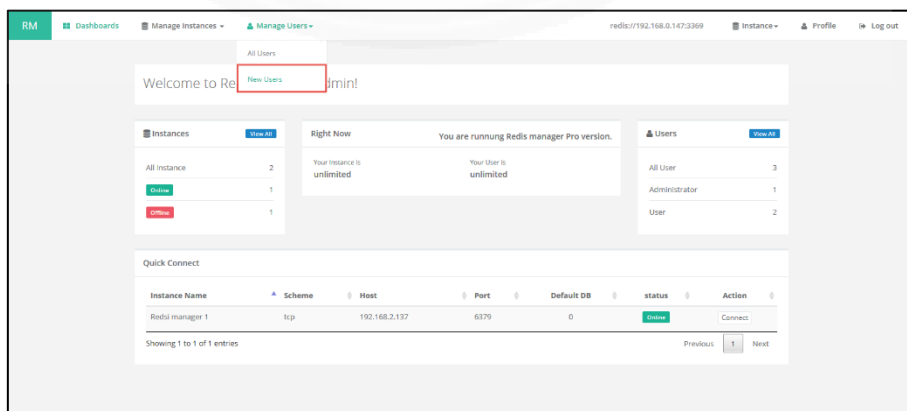 RM Dashboards Manage Instances Manage Users redis://192.168.0.147:3369 Instance Profile Log out
All Users
New Users
Welcome to Re dmin!
Instances View All
All Instance 2
Online 1
Offline 1
Right Now You are runnung Redis manager Pro version.
Your Instance is Your User is
unlimited unlimited
Users View All
All User 3
Administrator 1
User 2
Quick Connect
Instance Name Scheme Host Port Default DB status Action
Redsi manager 1 tcp 192.168.2.137 6379 0 Online Connect
Showing 1 to 1 of 1 entries Previous 1 Next